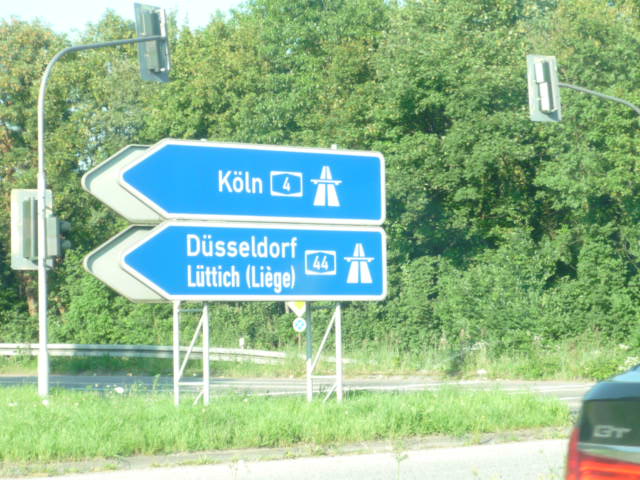 Köln 4
Düsseldorf 44
Lüttich (Liège)
GT